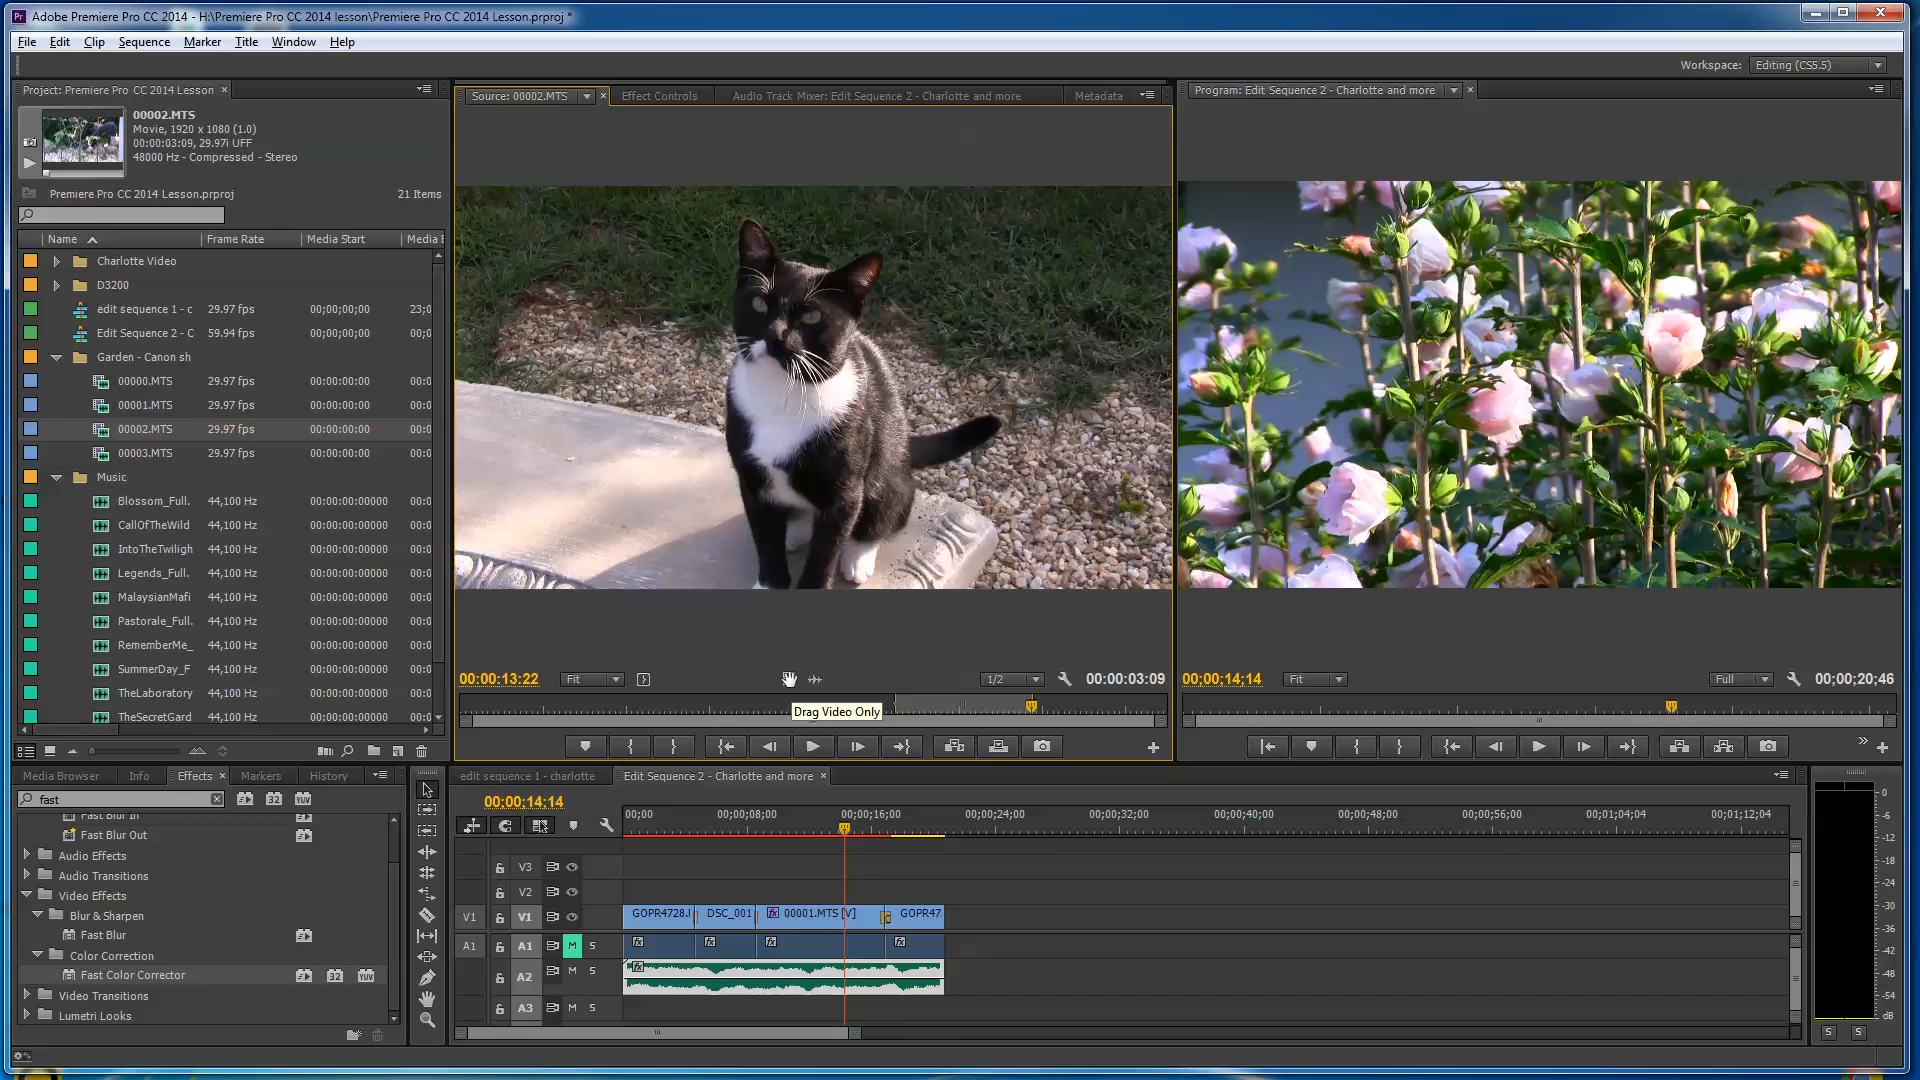 Adobe Premiere Pro CC 2014 - H:\Premiere Pro CC 2014 lesson\Premiere Pro CC 2014 Lesson.prproj *
File Edit Clip Sequence Marker Title Window Help
Workspace: Editing (CS5.5)
Project: Premiere Pro CC 2014 Lesson
00002.MTS
Movie, 1920 x 1080 (1.0)
00:00:03:09, 29.97i UFF
48000 Hz - Compressed - Stereo
Premiere Pro CC 2014 Lesson.prproj 21 Items
Name Frame Rate Media Start Media E
Charlotte Video
D3200
edit sequence 1 - c 29.97 fps 00;00;00;00 23;0
Edit Sequence 2 - C 59.94 fps 00;00;00;00 00;0
Garden - Canon sh
00000.MTS 29.97 fps 00:00:00:00 00:0
00001.MTS 29.97 fps 00:00:00:00 00:0
00002.MTS 29.97 fps 00:00:00:00 00:0
00003.MTS 29.97 fps 00:00:00:00 00:0
Music
Blossom_Full. 44,100 Hz 00:00:00:00000 00:0
CallOfTheWild 44,100 Hz 00:00:00:00000 00:0
IntoTheTwiligh 44,100 Hz 00:00:00:00000 00:0
Legends_Full. 44,100 Hz 00:00:00:00000 00:0
MalaysianMafi 44,100 Hz 00:00:00:00000 00:0
Pastorale_Full. 44,100 Hz 00:00:00:00000 00:0
RememberMe_ 44,100 Hz 00:00:00:00000 00:0
SummerDay_F 44,100 Hz 00:00:00:00000 00:0
TheLaboratory 44,100 Hz 00:00:00:00000 00:0
TheSecretGard 44,100 Hz 00:00:00:00000 00:0
Source: 00002.MTS Effect Controls Audio Track Mixer: Edit Sequence 2 - Charlotte and more Metadata
00:00:13:22 Fit 1/2 00:00:03:09
Drag Video Only
Program: Edit Sequence 2 - Charlotte and more
00;00;14;14 Fit Full 00;00;20;46
Media Browser Info Effects Markers History
fast 32 YUV
Fast Blur In
Fast Blur Out
Audio Effects
Audio Transitions
Video Effects
Blur & Sharpen
Fast Blur
Color Correction
Fast Color Corrector 32 YUV
Video Transitions
Lumetri Looks
edit sequence 1 - charlotte Edit Sequence 2 - Charlotte and more
00;00;14;14
00;00 00;00;08;00 00;00;16;00 00;00;24;00 00;00;32;00 00;00;40;00 00;00;48;00 00;00;56;00 00;01;04;04 00;01;12;04
V3
V2
V1 V1 GOPR4728.I DSC_001 fx 00001.MTS [V] GOPR47
A1 A1 M S fx fx fx fx
A2 M S fx
A3 M S
0
-6
-12
-18
-24
-30
-36
-42
-48
-54
dB
S S